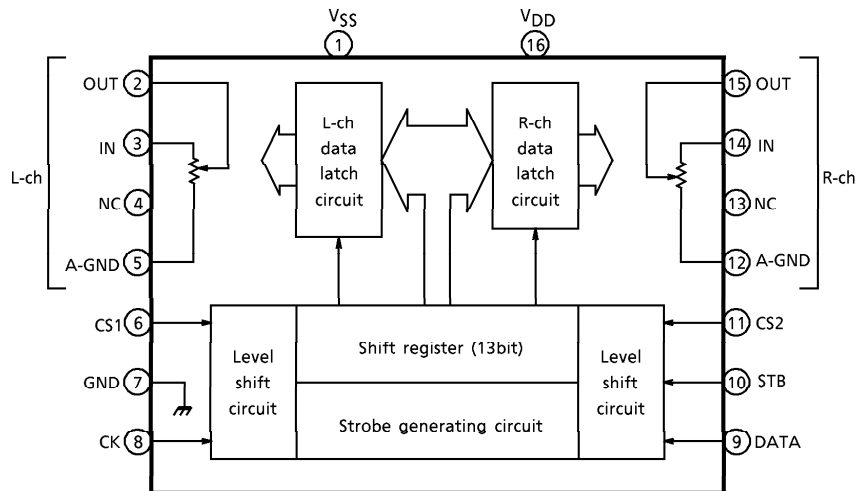 VSS
1
VDD
16
OUT 2
15 OUT
L-ch
data
latch
circuit
R-ch
data
latch
circuit
IN 3
14 IN
L-ch
R-ch
NC 4
13 NC
A-GND 5
12 A-GND
CS1 6
11 CS2
Level
shift
circuit
Shift register (13bit)
Level
shift
circuit
GND 7
10 STB
Strobe generating circuit
CK 8
9 DATA